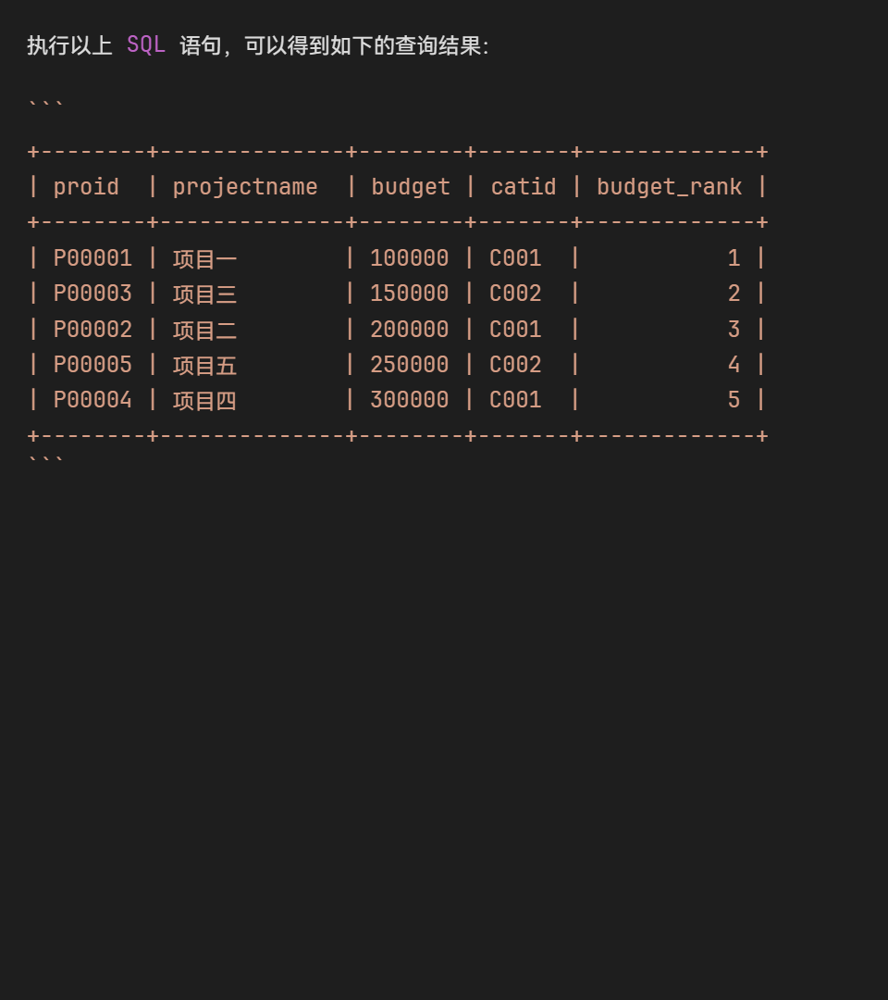 执行以上 SQL 语句，可以得到如下的查询结果：
```
+--------+--------------+--------+-------+-------------+
| proid  | projectname  | budget | catid | budget_rank |
+--------+--------------+--------+-------+-------------+
| P00001 | 项目一        | 100000 | C001  |           1 |
| P00003 | 项目三        | 150000 | C002  |           2 |
| P00002 | 项目二        | 200000 | C001  |           3 |
| P00005 | 项目五        | 250000 | C002  |           4 |
| P00004 | 项目四        | 300000 | C001  |           5 |
+--------+--------------+--------+-------+-------------+
```